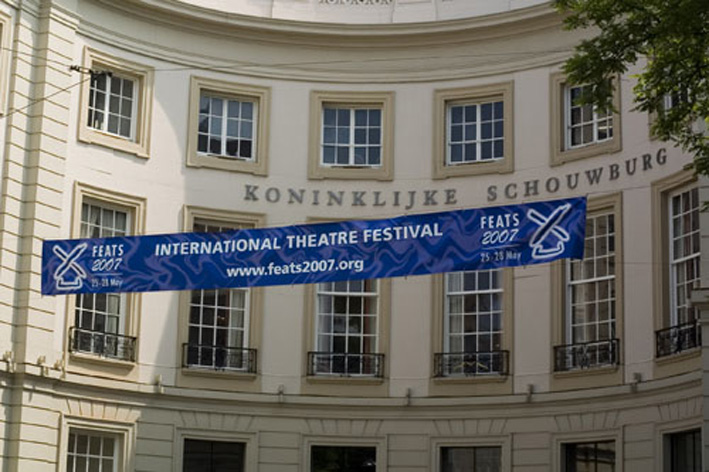 KONINKLIJKE SCHOUWBURG
FEATS
2007
25-28 May
INTERNATIONAL THEATRE FESTIVAL
www.feats2007.org
FEATS
2007
25-28 May